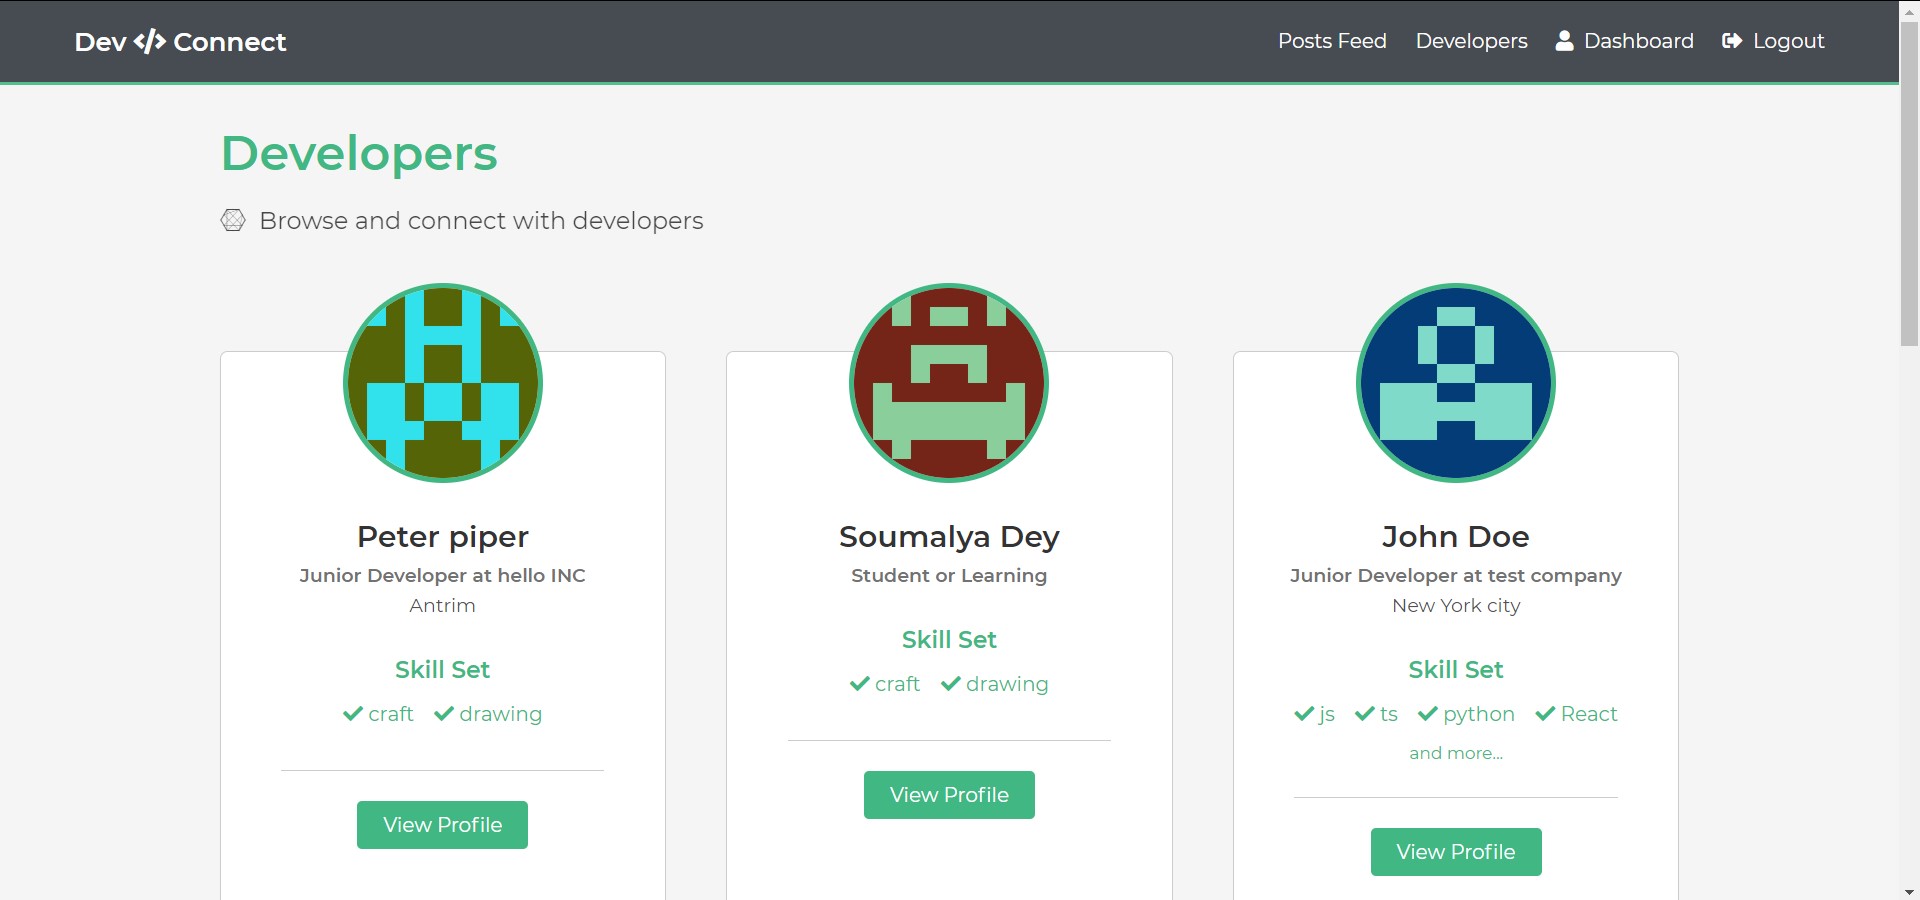 Dev </> Connect
Posts Feed Developers Dashboard Logout
Developers
Browse and connect with developers
Peter piper
Junior Developer at hello INC
Antrim
Skill Set
craft drawing
View Profile
Soumalya Dey
Student or Learning
Skill Set
craft drawing
View Profile
John Doe
Junior Developer at test company
New York city
Skill Set
js ts python React
and more...
View Profile